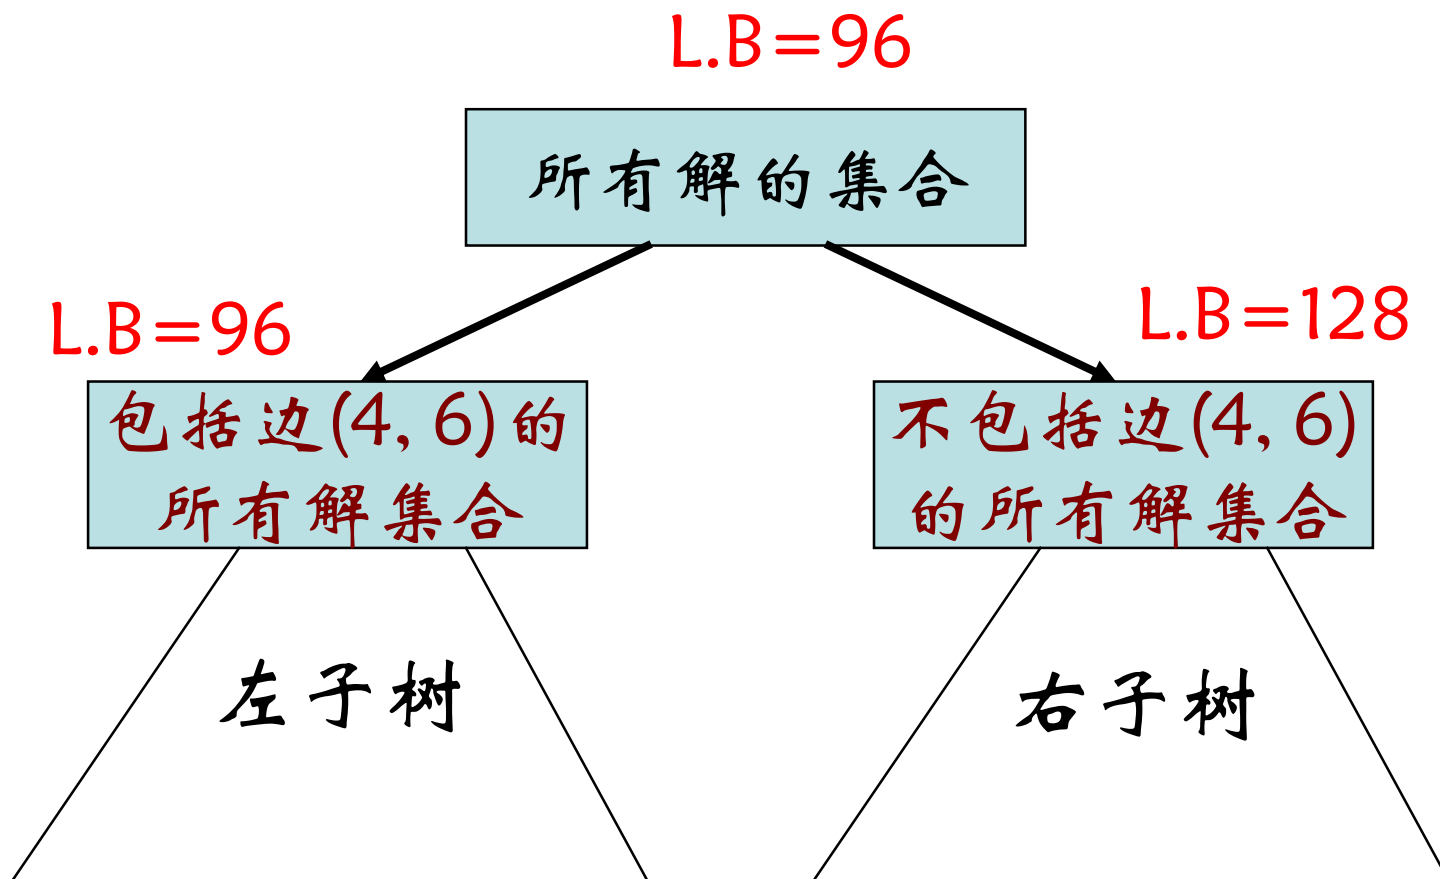 L.B=96
所有解的集合
L.B=96
L.B=128
包括边(4, 6)的
所有解集合
不包括边(4, 6)
的所有解集合
左子树
右子树